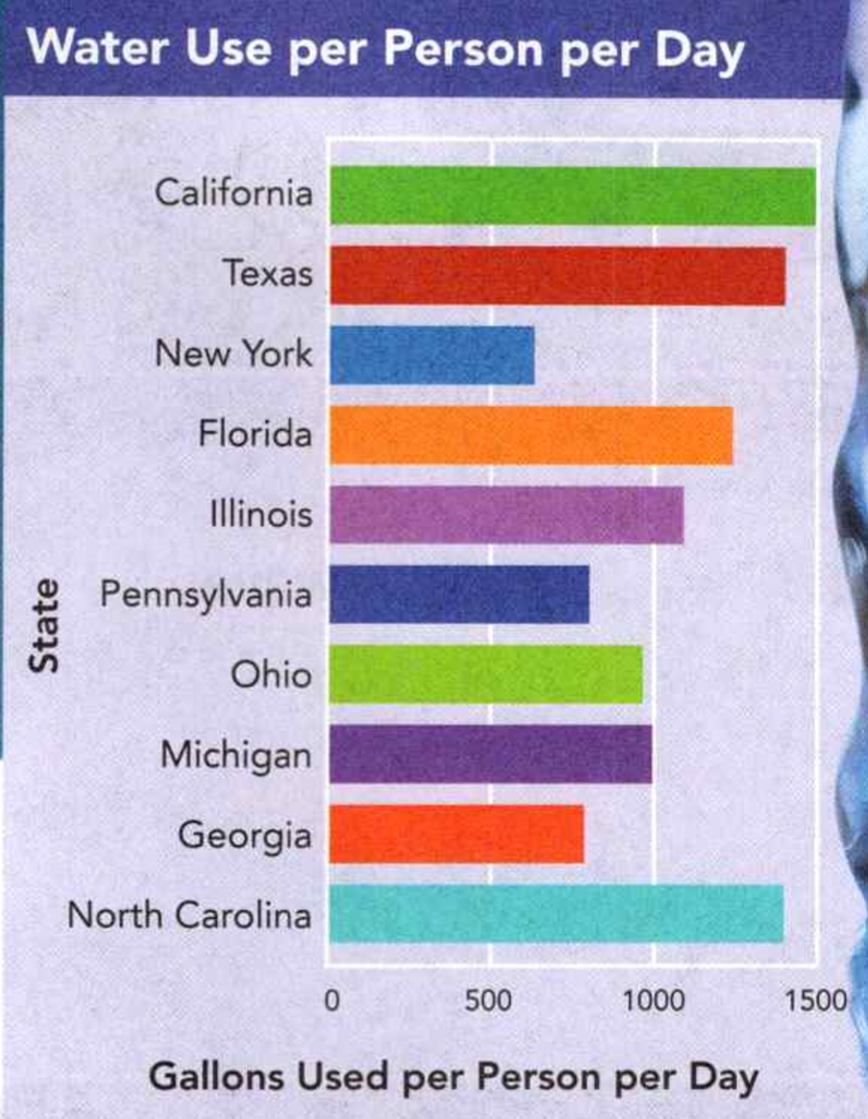 Water Use per Person per Day
California
Texas
New York
Florida
Illinois
Pennsylvania
Ohio
Michigan
Georgia
North Carolina
State
0 500 1000 1500
Gallons Used per Person per Day